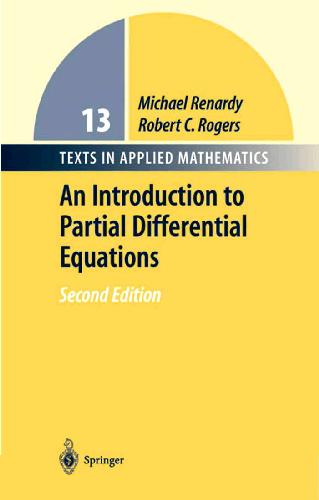 13
Michael Renardy
Robert C. Rogers
TEXTS IN APPLIED MATHEMATICS
An Introduction to
Partial Differential
Equations
Second Edition
Springer